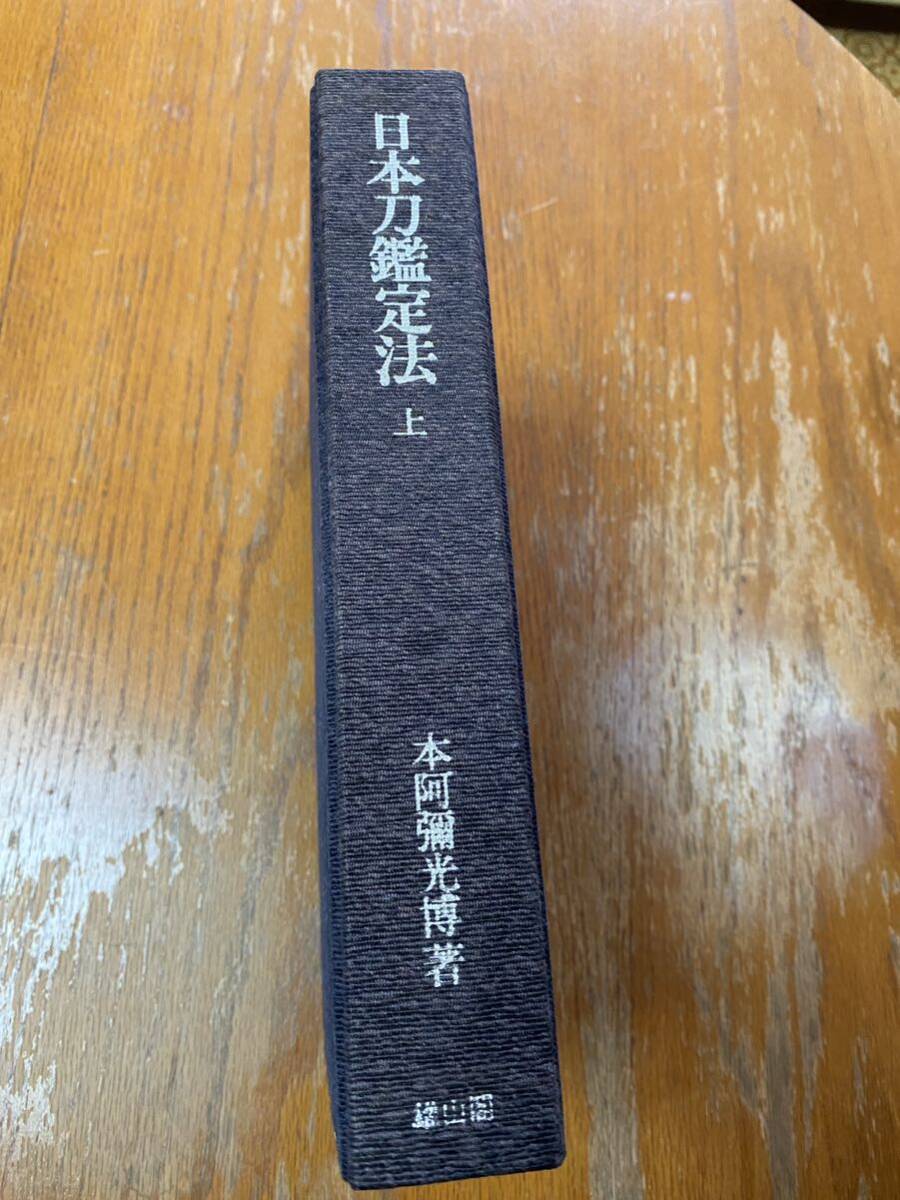 日本刀鑑定法
上
本阿彌光博著
雄山閣